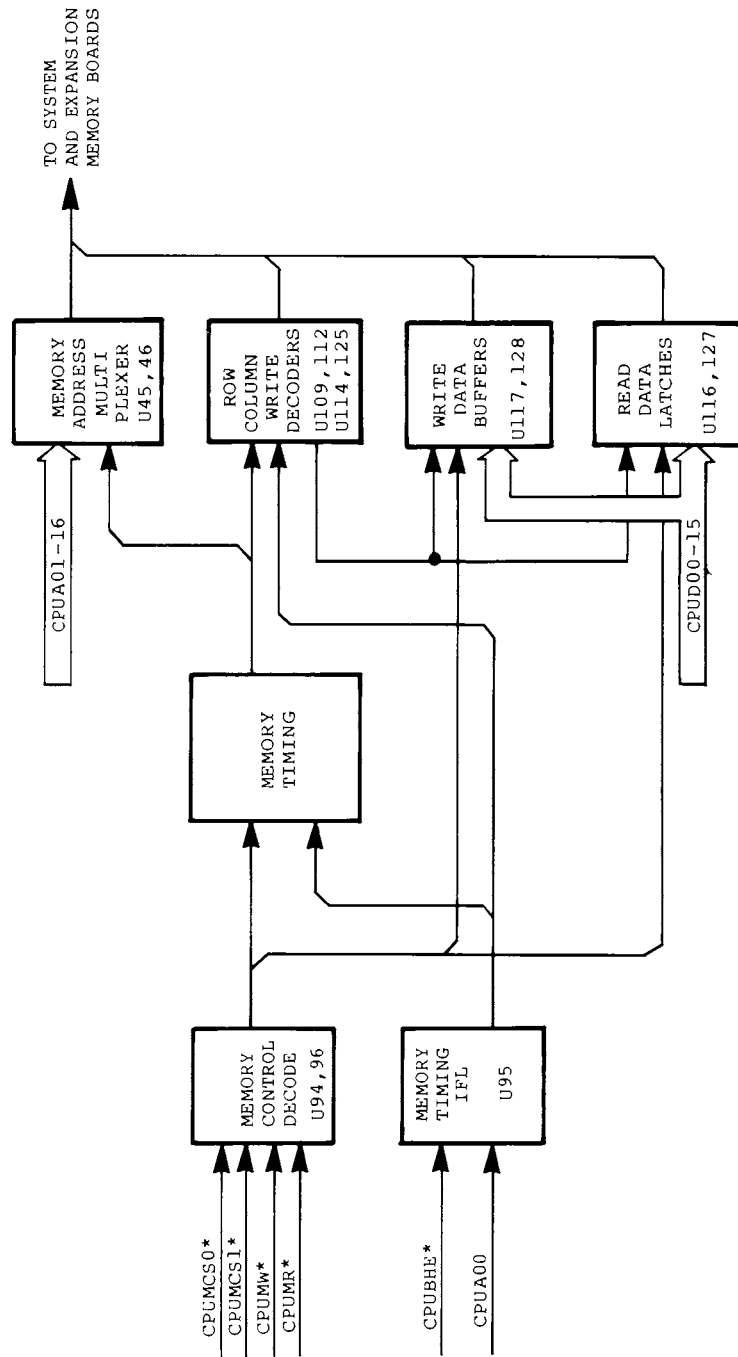 CPUMCS0*
CPUMCS1*
CPUMW*
CPUMR*
MEMORY
CONTROL
DECODE
U94,96
CPUBHE*
CPUA00
MEMORY
TIMING
IFL
U95
MEMORY
TIMING
CPUA01-16
MEMORY
ADDRESS
MULTI
PLEXER
U45,46
ROW
COLUMN
WRITE
DECODERS
U109,112
U114,125
WRITE
DATA
BUFFERS
U117,128
READ
DATA
LATCHES
U116,127
CPUD00-15
TO SYSTEM
AND EXPANSION
MEMORY BOARDS